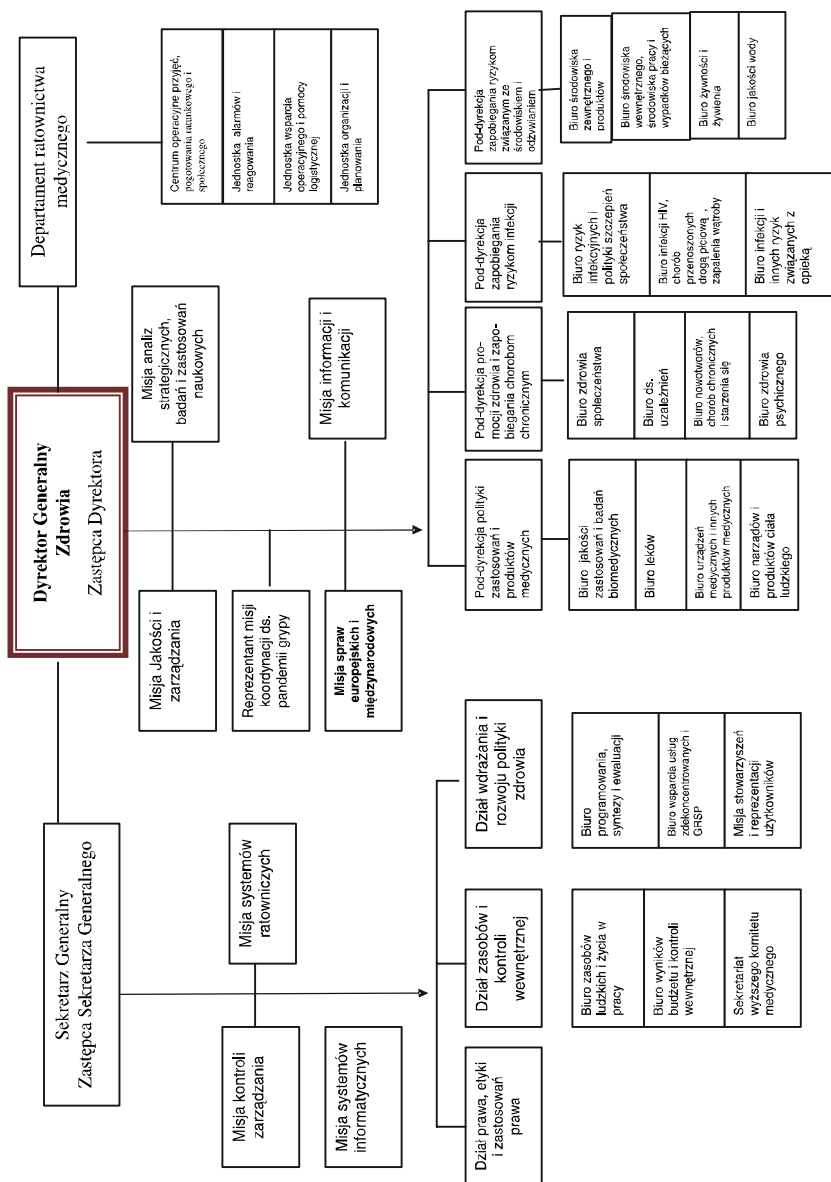 Sekretarz Generalny
Zastępca Sekretarza Generalnego
Dyrektor Generalny
Zdrowia
Zastępca Dyrektora
Departament ratownictwa
medycznego
Misja kontroli
zarządzania
Misja systemów
ratowniczych
Misja systemów
informatycznych
Misja Jakości i
zarządzania
Misja analiz
strategicznych,
badań i zastosowań
naukowych
Reprezentant misji
koordynacji ds.
pandemii grypy
Misja spraw
europejskich i
międzynarodowych
Misja informacji i
komunikacji
Centrum operacyjne przyjęć,
pogotowania ratunkowego i
społecznego
Jednostka alarmów i
reagowania
Jednostka wsparcia
operacyjnego i pomocy
logistycznej
Jednostka organizacji i
planowania
Dział prawa, etyki
i zastosowań
prawa
Dział zasobów i
kontroli
wewnętrznej
Biuro zasobów
ludzkich i życia w
pracy
Biuro wyników
budżetu i kontroli
wewnętrznej
Sekretariat
wyższego komitetu
medycznego
Dział wdrażania i
rozwoju polityki
zdrowia
Biuro
programowania,
syntezy i ewaluacji
Biuro wsparcia usług
zdekoncentrowanych i
GRSP
Misja stowarzyszeń
i reprezentacji
użytkowników
Pod-dyrekcja polityki
zastosowań i
produktów
medycznych
Biuro jakości
zastosowań i badań
biomedycznych
Biuro leków
Biuro urządzeń
medycznych i innych
produktów medycznych
Biuro narządów i
produktów ciała
ludzkiego
Pod-dyrekcja pro-
mocji zdrowia i zapo-
biegania chorobom
chronicznym
Biuro zdrowia
społeczeństwa
Biuro ds.
uzależnień
Biuro nowotworów,
chorób chronicznych
i starzenia się
Biuro zdrowia
psychicznego
Pod-dyrekcja
zapobiegania
ryzykom infekcji
Biuro ryzyk
infekcyjnych i
polityki szczepień
społeczeństwa
Biuro infekcji HIV,
chorób
przenoszonych
drogą płciową ,
zapalenia wątroby
Biuro infekcji i
innych ryzyk
związanych z
opieką
Pod-dyrekcja
zapobiegania ryzykom
związanym ze
środowiskiem i
odżywianiem
Biuro środowiska
zewnętrznego i
produktów
Biuro środowiska
wewnętrznego,
środowiska pracy i
wypadków bieżących
Biuro żywności i
żywienia
Biuro jakości wody